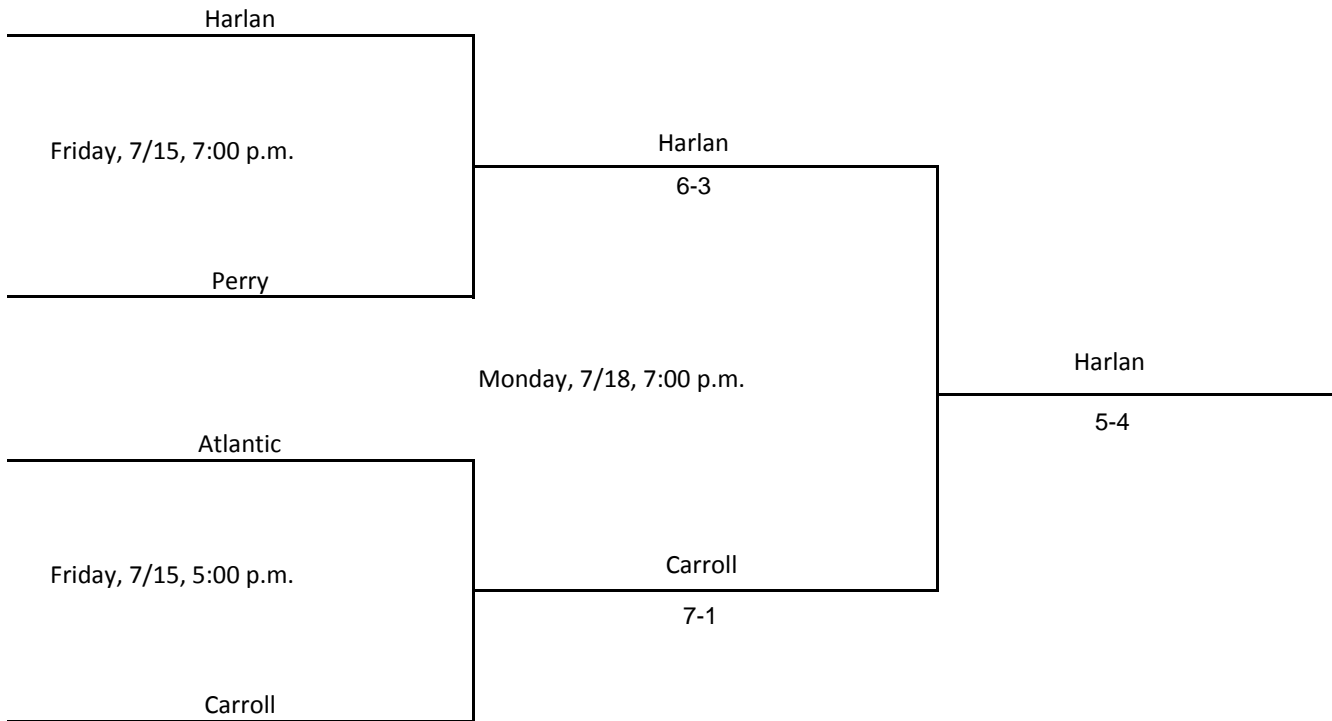 Harlan
Friday, 7/15, 7:00 p.m.
Harlan
6-3
Perry
Monday, 7/18, 7:00 p.m.
Harlan
5-4
Atlantic
Friday, 7/15, 5:00 p.m.
Carroll
7-1
Carroll